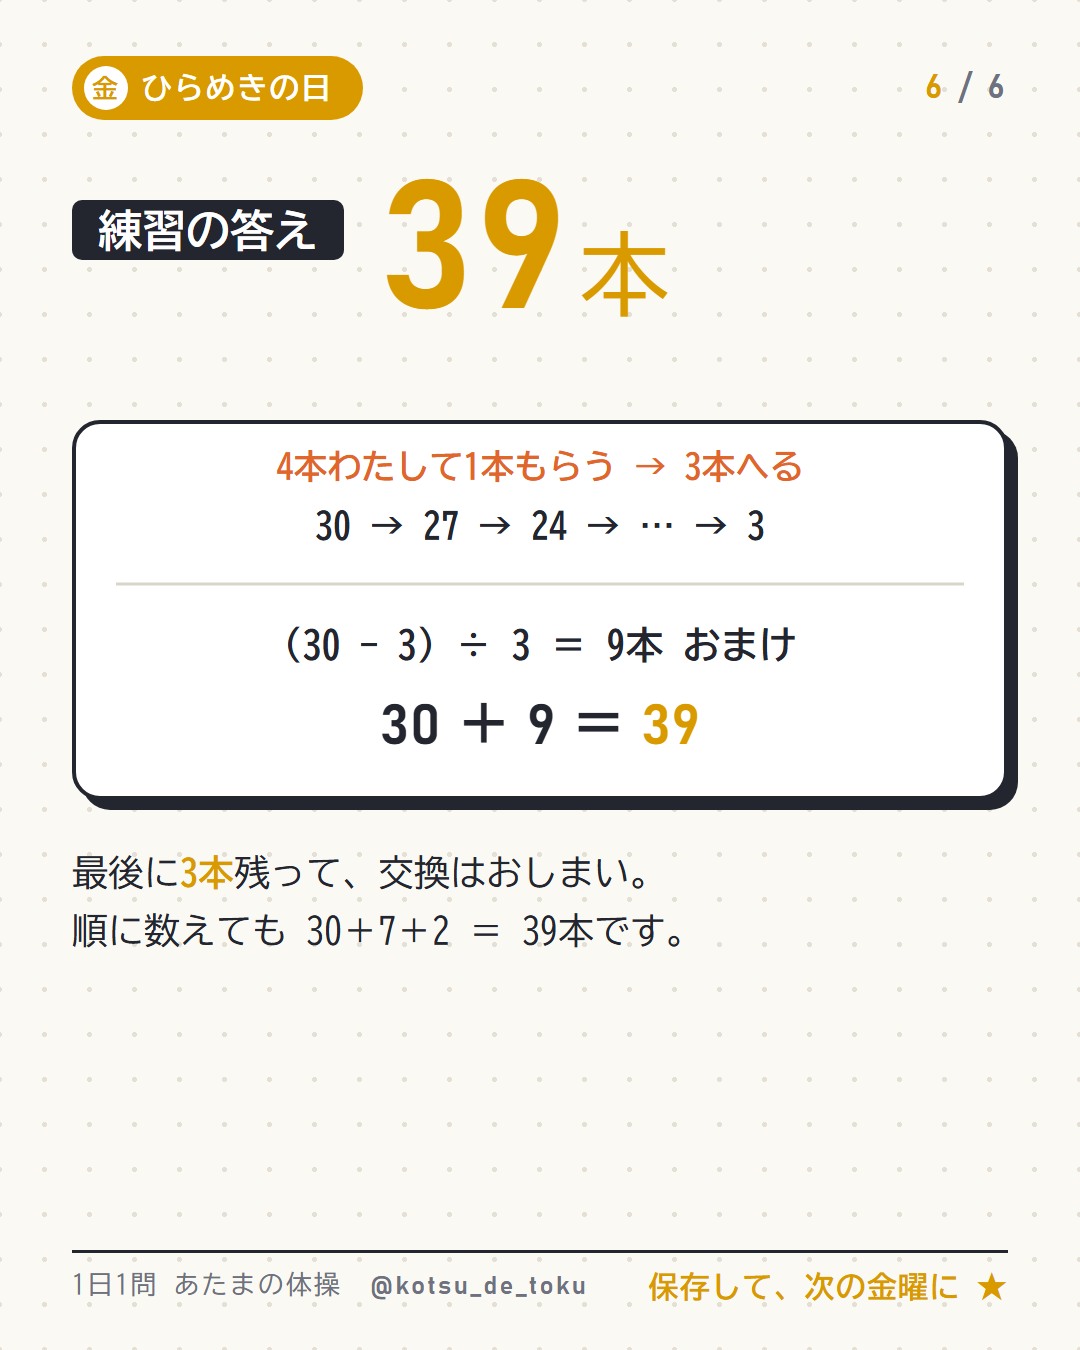 金 ひらめきの日
6 / 6
練習の答え 39本
4本わたして1本もらう → 3本へる
30 → 27 → 24 → … → 3
(30 − 3) ÷ 3 = 9本 おまけ
30 + 9 = 39
最後に3本残って、交換はおしまい。
順に数えても 30+7+2 = 39本です。
1日1問 あたまの体操 @kotsu_de_toku 保存して、次の金曜に ★